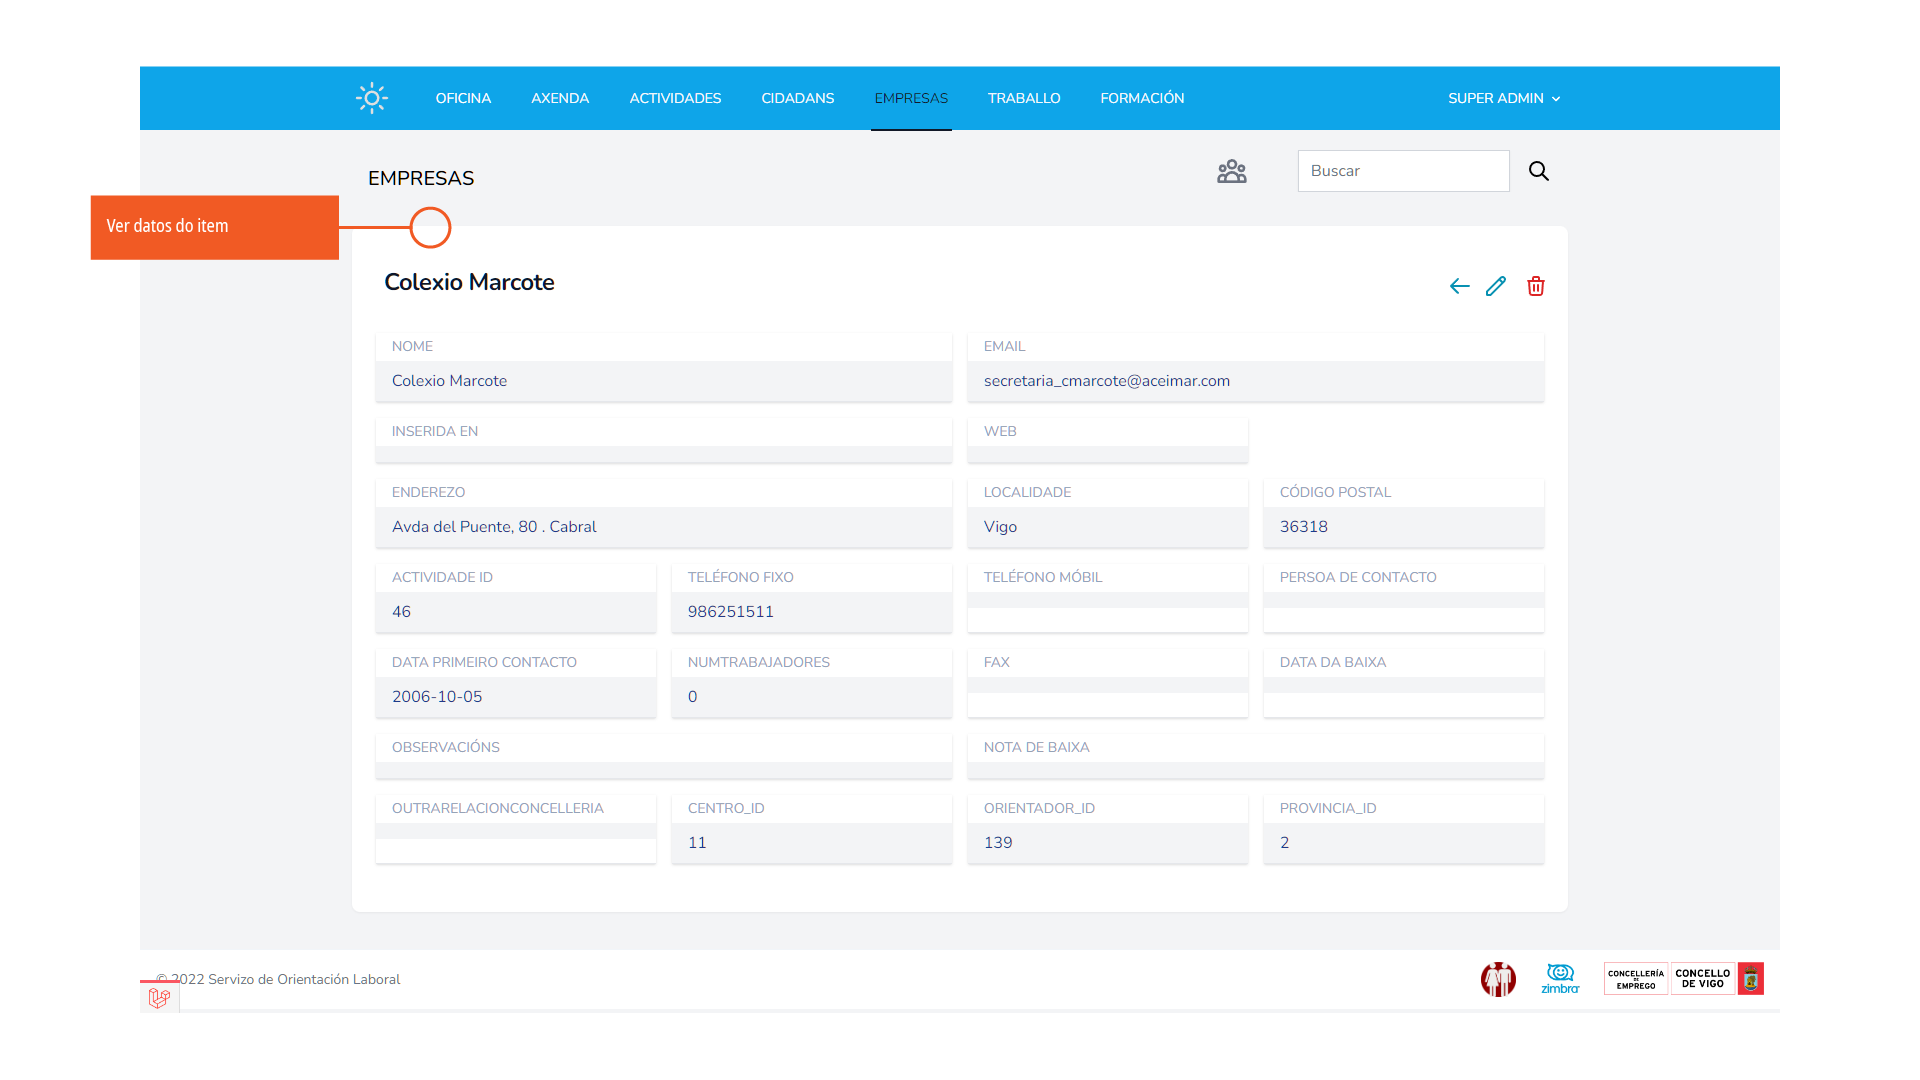 OFICINA AXENDA ACTIVIDADES CIDADANS EMPRESAS TRABALLO FORMACIÓN SUPER ADMIN
EMPRESAS
Buscar
Ver datos do item
Colexio Marcote
NOME EMAIL
Colexio Marcote secretaria_cmarcote@aceimar.com
INSERIDA EN WEB
ENDEREZO LOCALIDADE CÓDIGO POSTAL
Avda del Puente, 80 . Cabral Vigo 36318
ACTIVIDADE ID TELÉFONO FIXO TELÉFONO MÓBIL PERSOA DE CONTACTO
46 986251511
DATA PRIMEIRO CONTACTO NUMTRABAJADORES FAX DATA DA BAIXA
2006-10-05 0
OBSERVACIÓNS NOTA DE BAIXA
OUTRARELACIONCONCELLERIA CENTRO_ID ORIENTADOR_ID PROVINCIA_ID
11 139 2
© 2022 Servizo de Orientación Laboral
zimbra
CONCELLERÍA
DE
EMPREGO
CONCELLO
DE VIGO